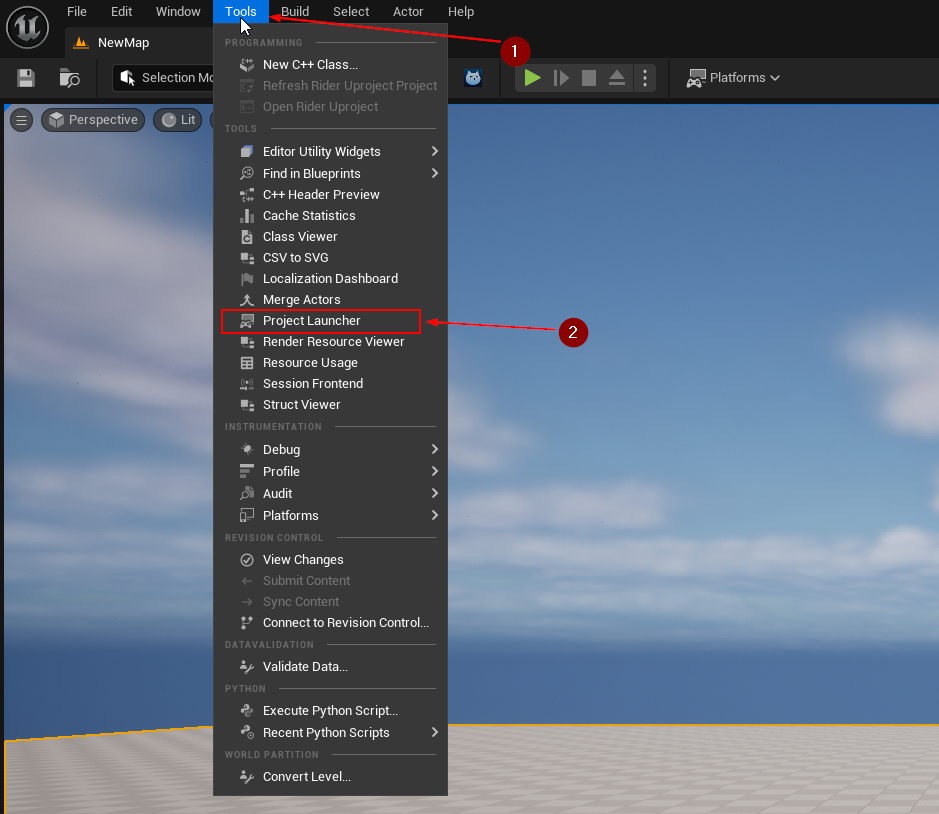 File Edit Window Tools Build Select Actor Help
NewMap
Selection Mo
Platforms
Perspective
Lit
PROGRAMMING
New C++ Class...
Refresh Rider Uproject Project
Open Rider Uproject
TOOLS
Editor Utility Widgets
Find in Blueprints
C++ Header Preview
Cache Statistics
Class Viewer
CSV to SVG
Localization Dashboard
Merge Actors
Project Launcher
Render Resource Viewer
Resource Usage
Session Frontend
Struct Viewer
INSTRUMENTATION
Debug
Profile
Audit
Platforms
REVISION CONTROL
View Changes
Submit Content
Sync Content
Connect to Revision Control...
DATAVALIDATION
Validate Data...
PYTHON
Execute Python Script...
Recent Python Scripts
WORLD PARTITION
Convert Level...
1
2